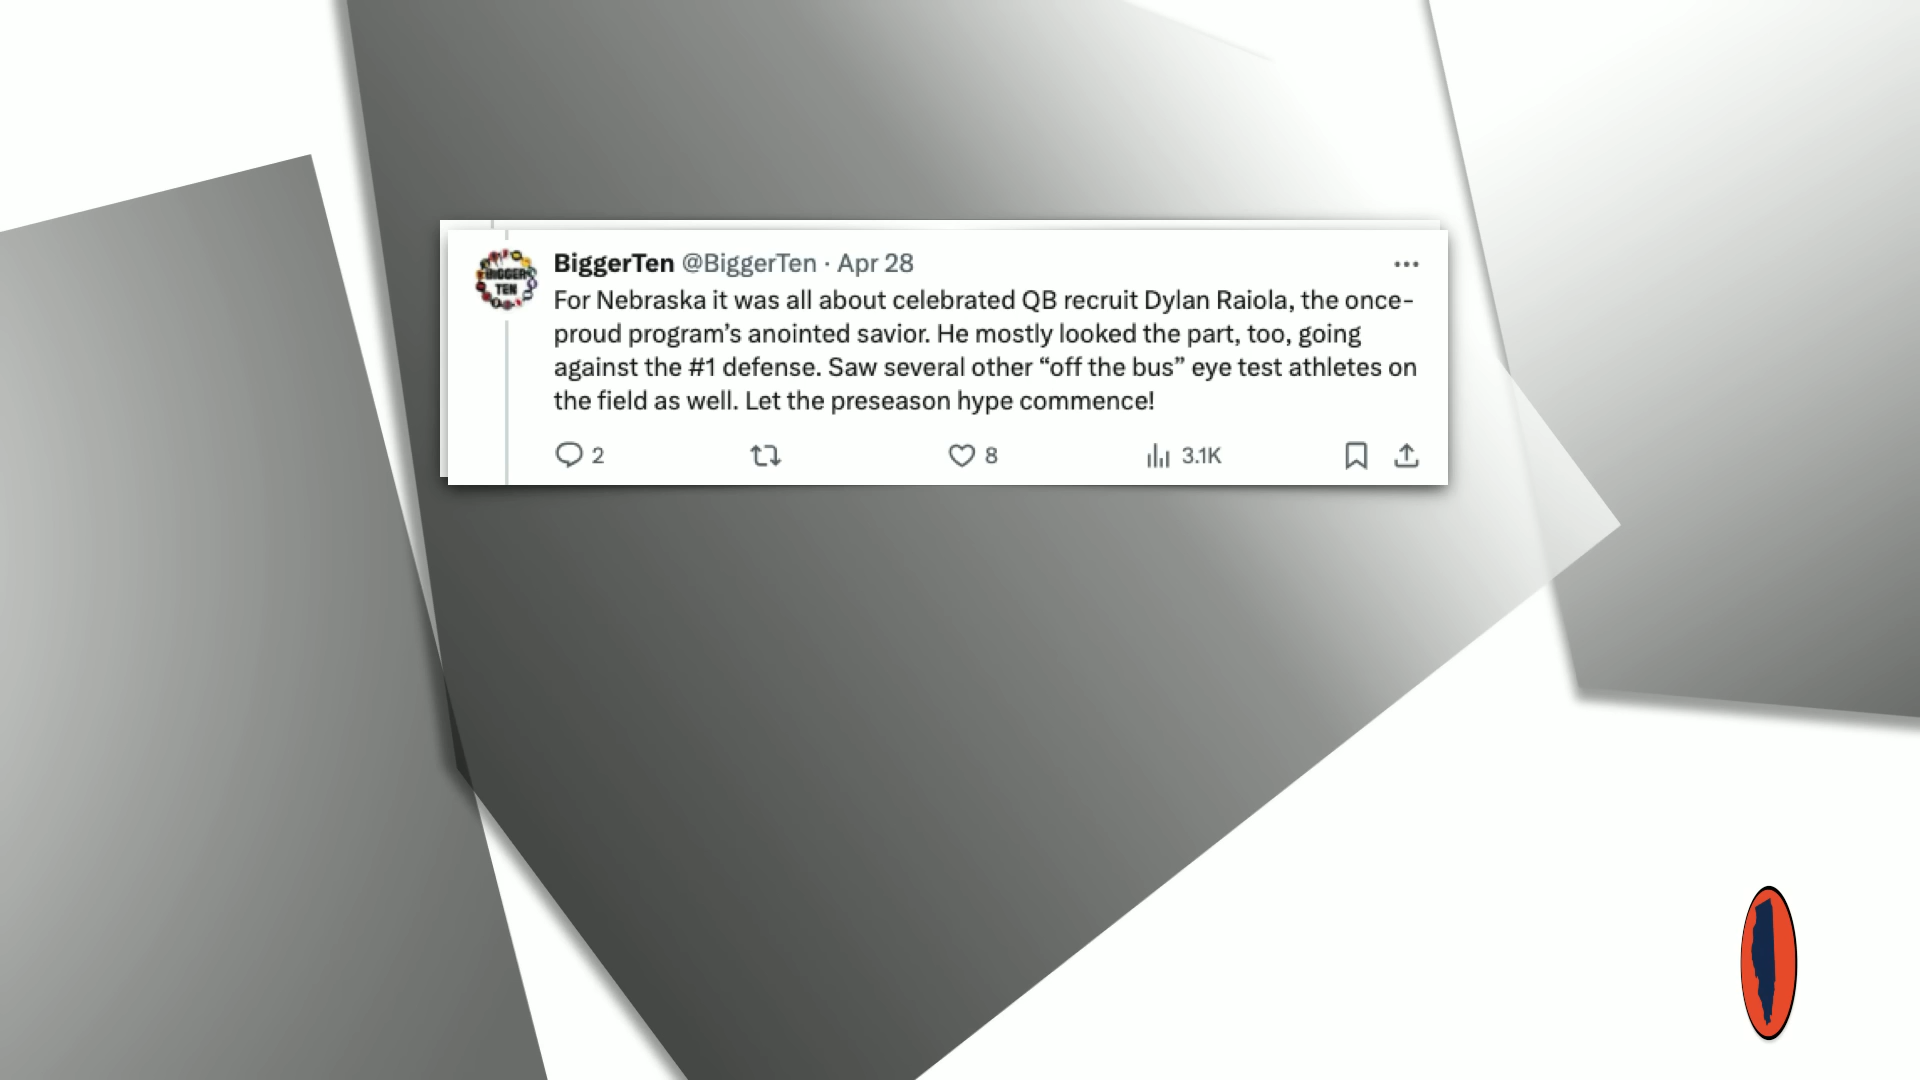 BIGGER
TEN
BiggerTen @BiggerTen · Apr 28
For Nebraska it was all about celebrated QB recruit Dylan Raiola, the once-
proud program’s anointed savior. He mostly looked the part, too, going
against the #1 defense. Saw several other “off the bus” eye test athletes on
the field as well. Let the preseason hype commence!
2 8 3.1K